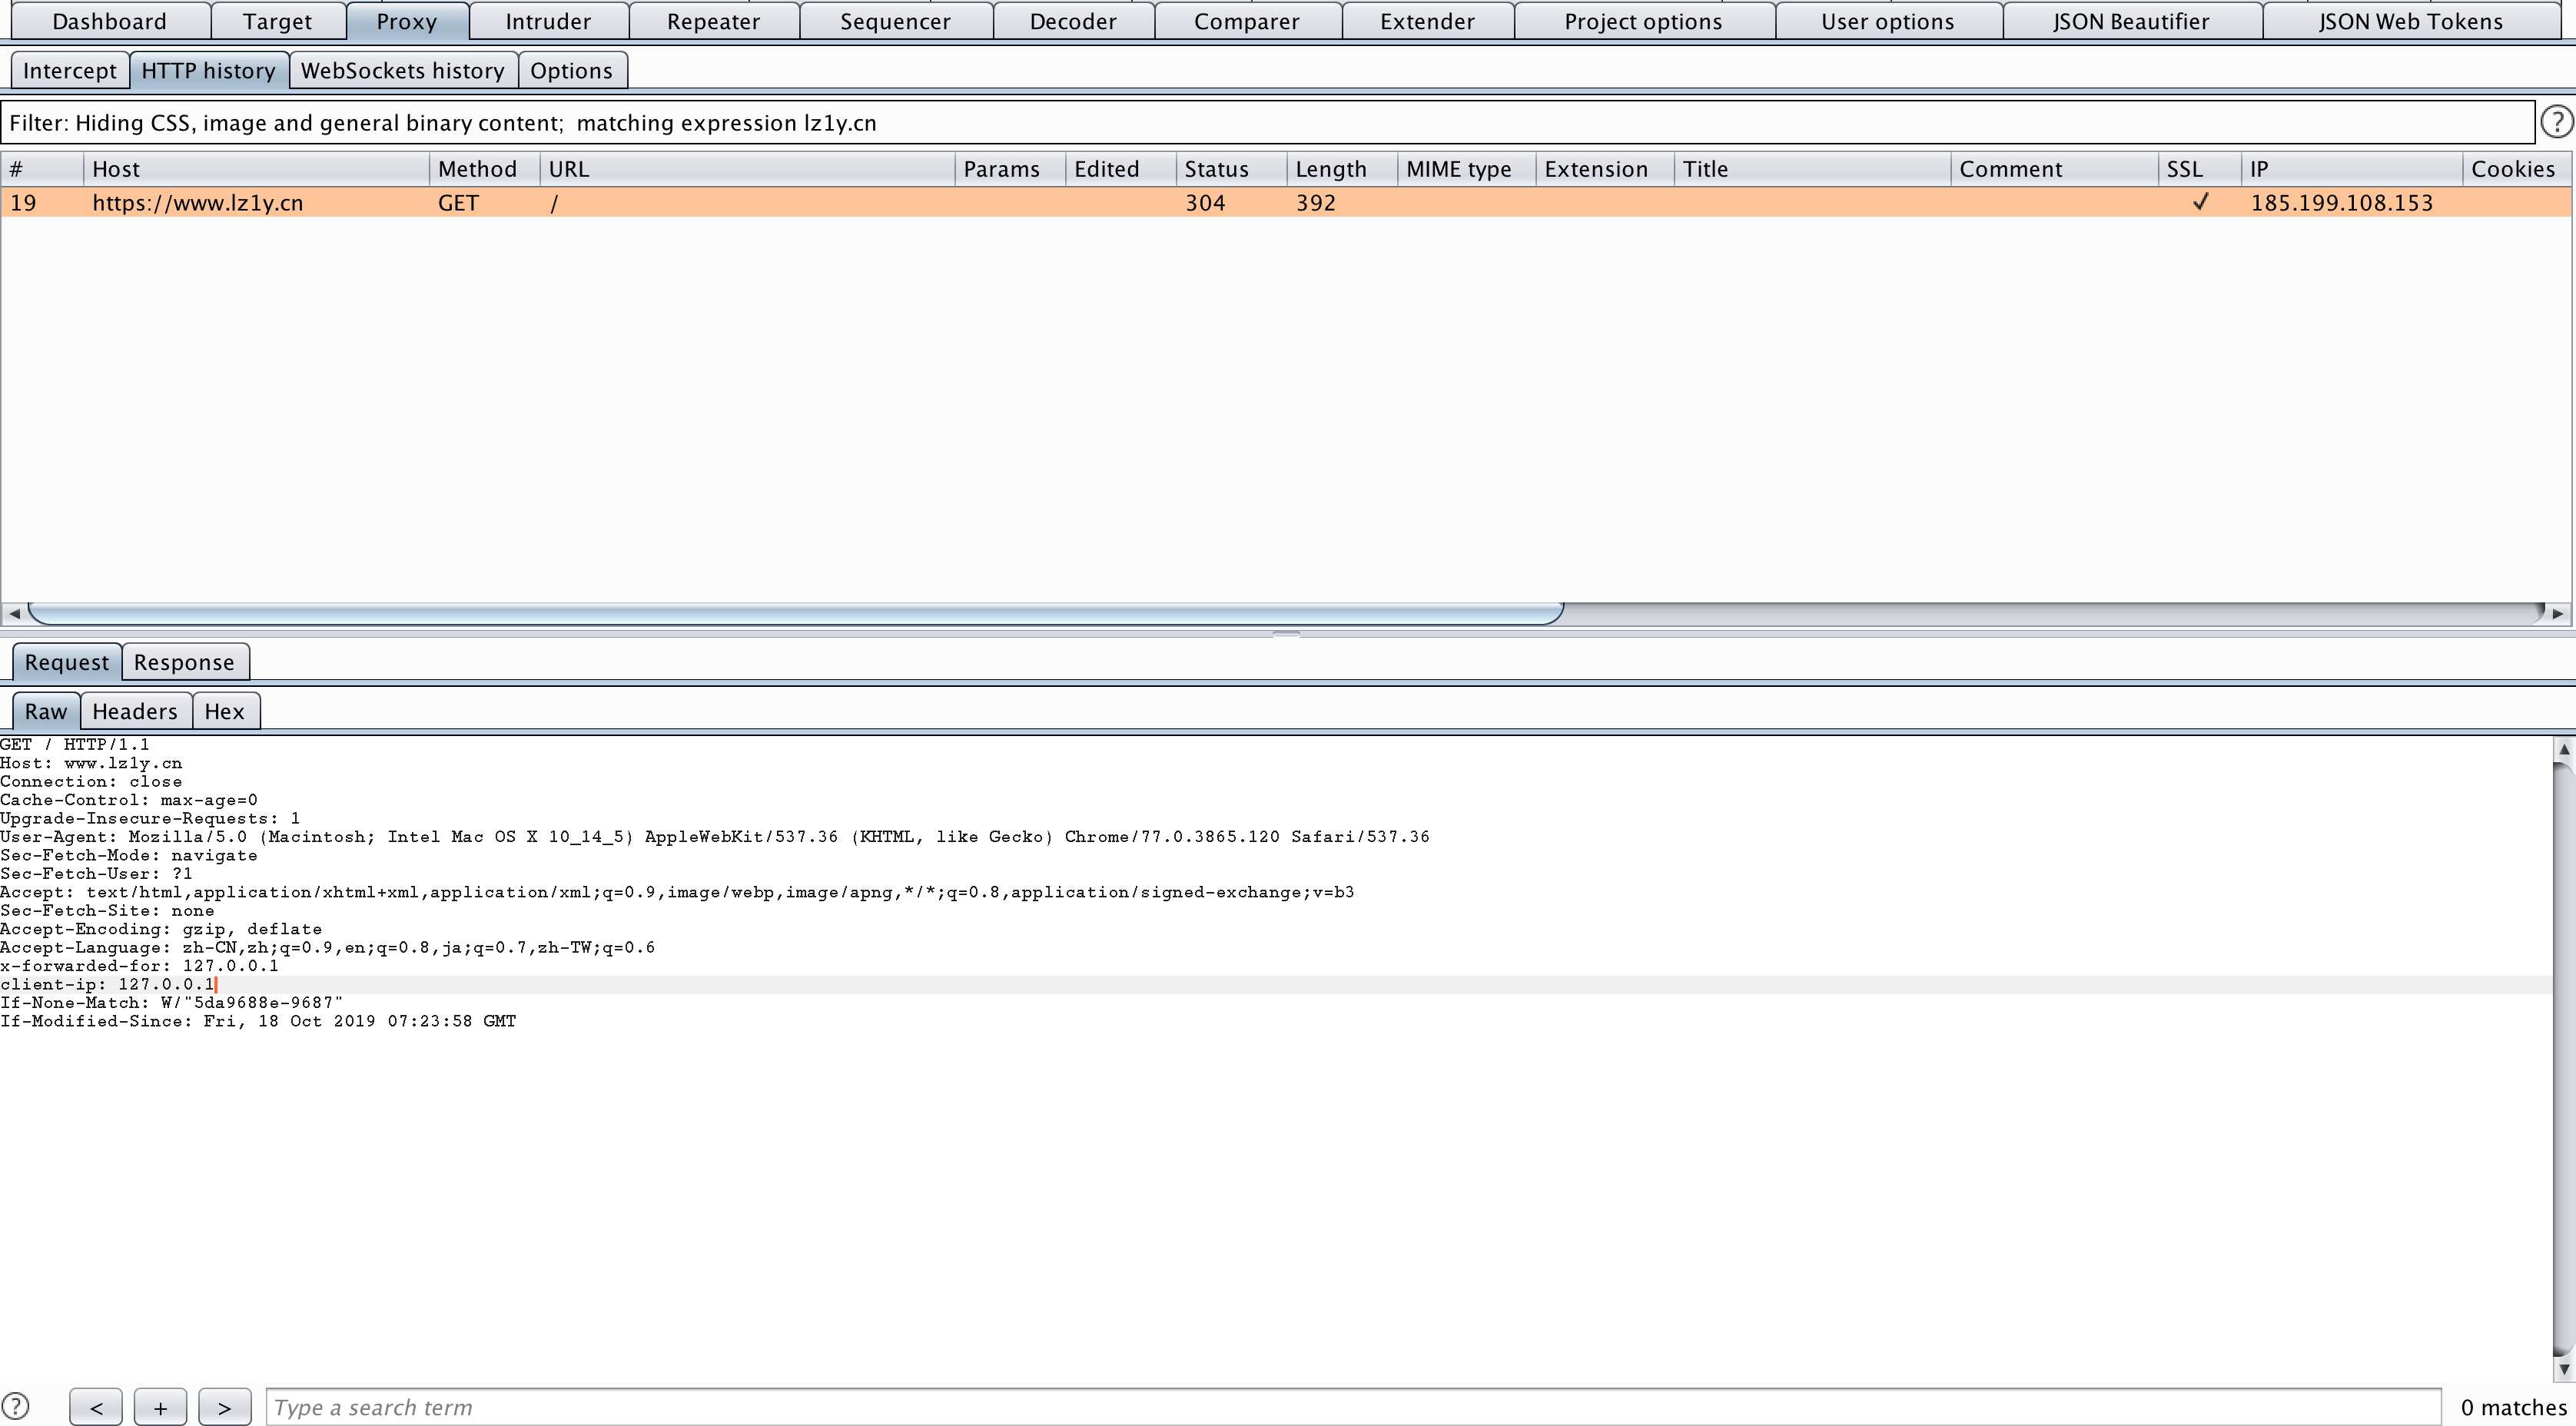 Dashboard Target Proxy Intruder Repeater Sequencer Decoder Comparer Extender Project options User options JSON Beautifier JSON Web Tokens
Intercept HTTP history WebSockets history Options
Filter: Hiding CSS, image and general binary content; matching expression lz1y.cn ?
# Host Method URL Params Edited Status Length MIME type Extension Title Comment SSL IP Cookies
19 https://www.lz1y.cn GET / 304 392 ✓ 185.199.108.153
Request Response
Raw Headers Hex
GET / HTTP/1.1
Host: www.lz1y.cn
Connection: close
Cache-Control: max-age=0
Upgrade-Insecure-Requests: 1
User-Agent: Mozilla/5.0 (Macintosh; Intel Mac OS X 10_14_5) AppleWebKit/537.36 (KHTML, like Gecko) Chrome/77.0.3865.120 Safari/537.36
Sec-Fetch-Mode: navigate
Sec-Fetch-User: ?1
Accept: text/html,application/xhtml+xml,application/xml;q=0.9,image/webp,image/apng,*/*;q=0.8,application/signed-exchange;v=b3
Sec-Fetch-Site: none
Accept-Encoding: gzip, deflate
Accept-Language: zh-CN,zh;q=0.9,en;q=0.8,ja;q=0.7,zh-TW;q=0.6
x-forwarded-for: 127.0.0.1
client-ip: 127.0.0.1
If-None-Match: W/"5da9688e-9687"
If-Modified-Since: Fri, 18 Oct 2019 07:23:58 GMT
? < + > Type a search term 0 matches